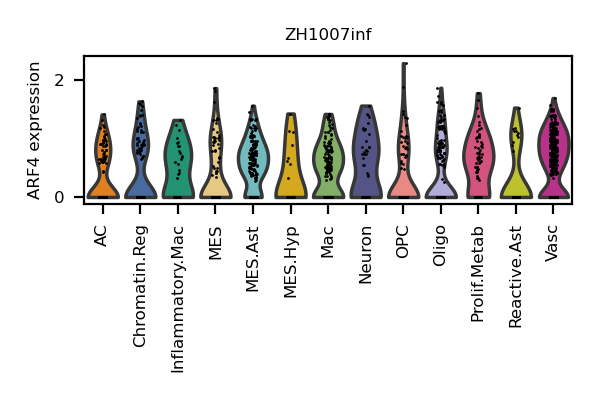 ZH1007inf
ARF4 expression
2
0
AC
Chromatin.Reg
Inflammatory.Mac
MES
MES.Ast
MES.Hyp
Mac
Neuron
OPC
Oligo
Prolif.Metab
Reactive.Ast
Vasc